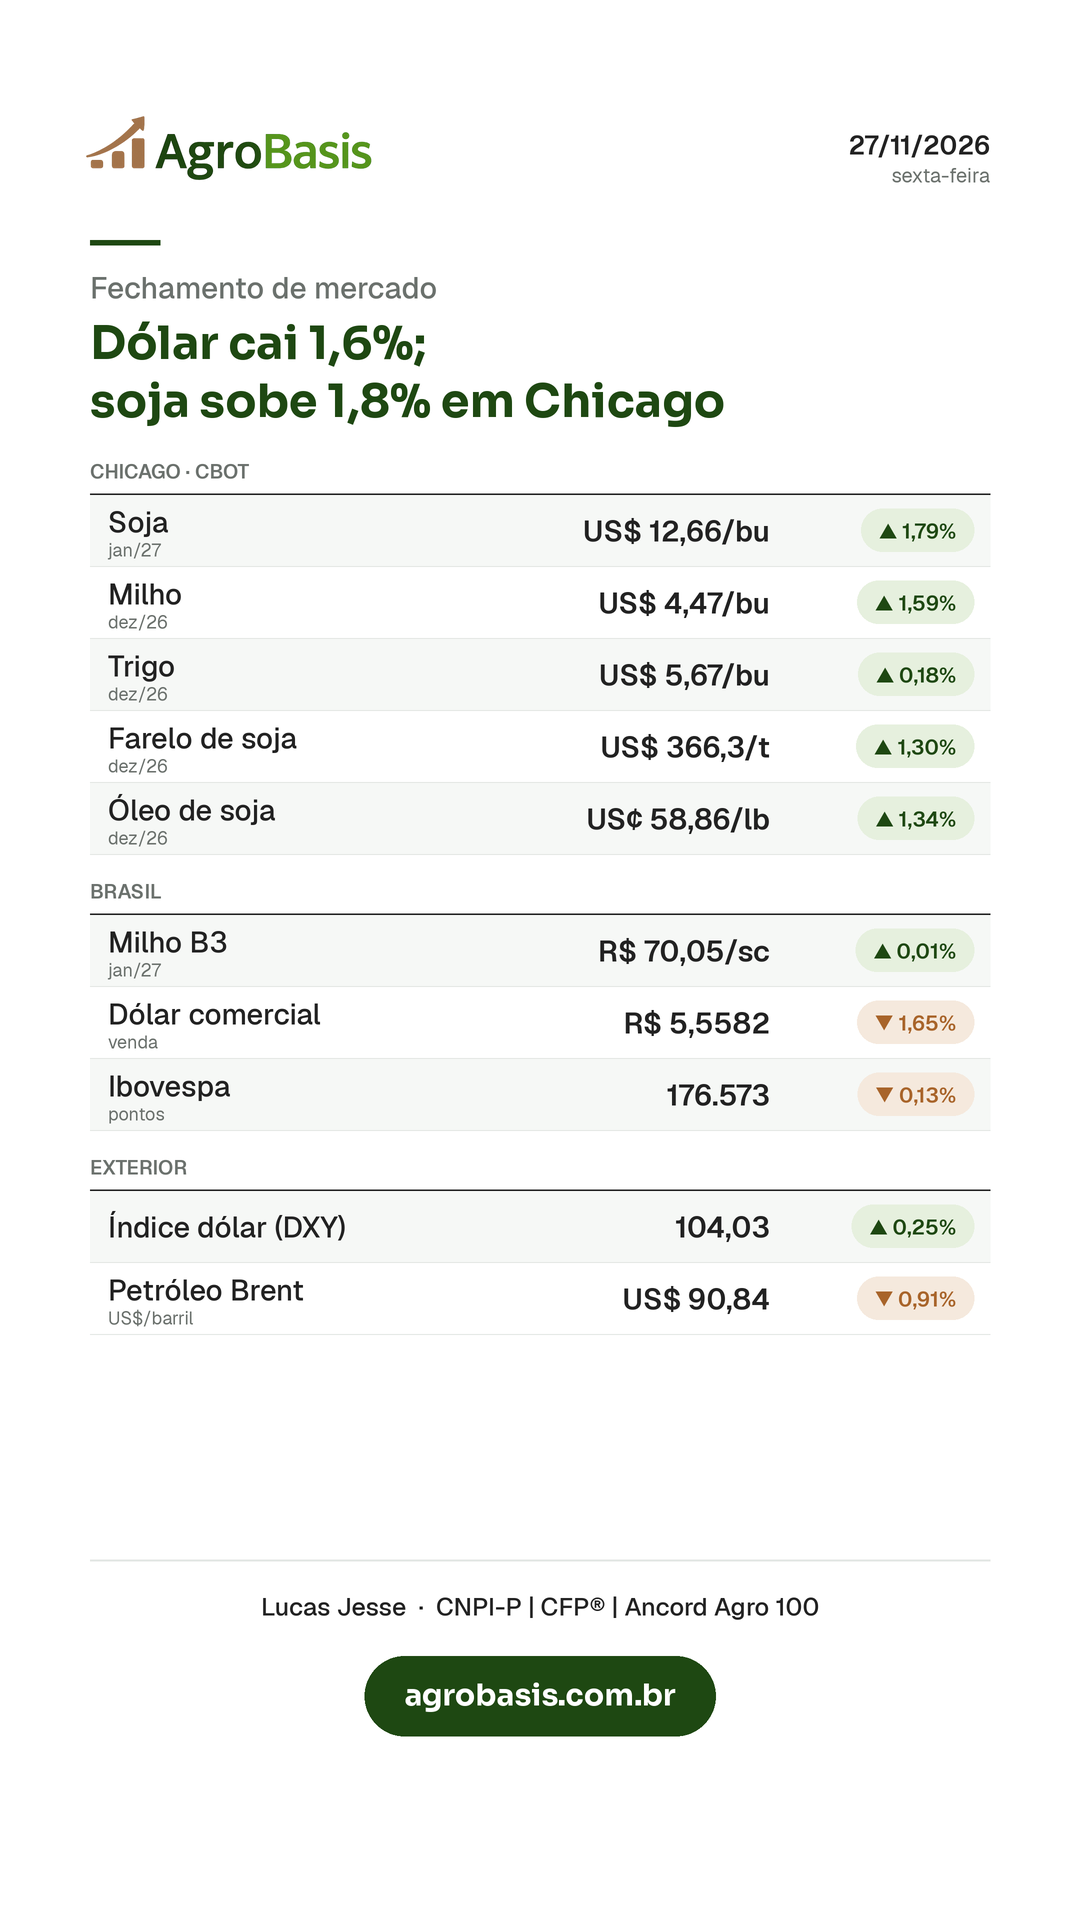 AgroBasis
27/11/2026
sexta-feira
Fechamento de mercado
Dólar cai 1,6%;
soja sobe 1,8% em Chicago
CHICAGO · CBOT
Soja US$ 12,66/bu ▲ 1,79%
jan/27
Milho US$ 4,47/bu ▲ 1,59%
dez/26
Trigo US$ 5,67/bu ▲ 0,18%
dez/26
Farelo de soja US$ 366,3/t ▲ 1,30%
dez/26
Óleo de soja US¢ 58,86/lb ▲ 1,34%
dez/26
BRASIL
Milho B3 R$ 70,05/sc ▲ 0,01%
jan/27
Dólar comercial R$ 5,5582 ▼ 1,65%
venda
Ibovespa 176.573 ▼ 0,13%
pontos
EXTERIOR
Índice dólar (DXY) 104,03 ▲ 0,25%
Petróleo Brent US$ 90,84 ▼ 0,91%
US$/barril
Lucas Jesse · CNPI-P | CFP® | Ancord Agro 100
agrobasis.com.br